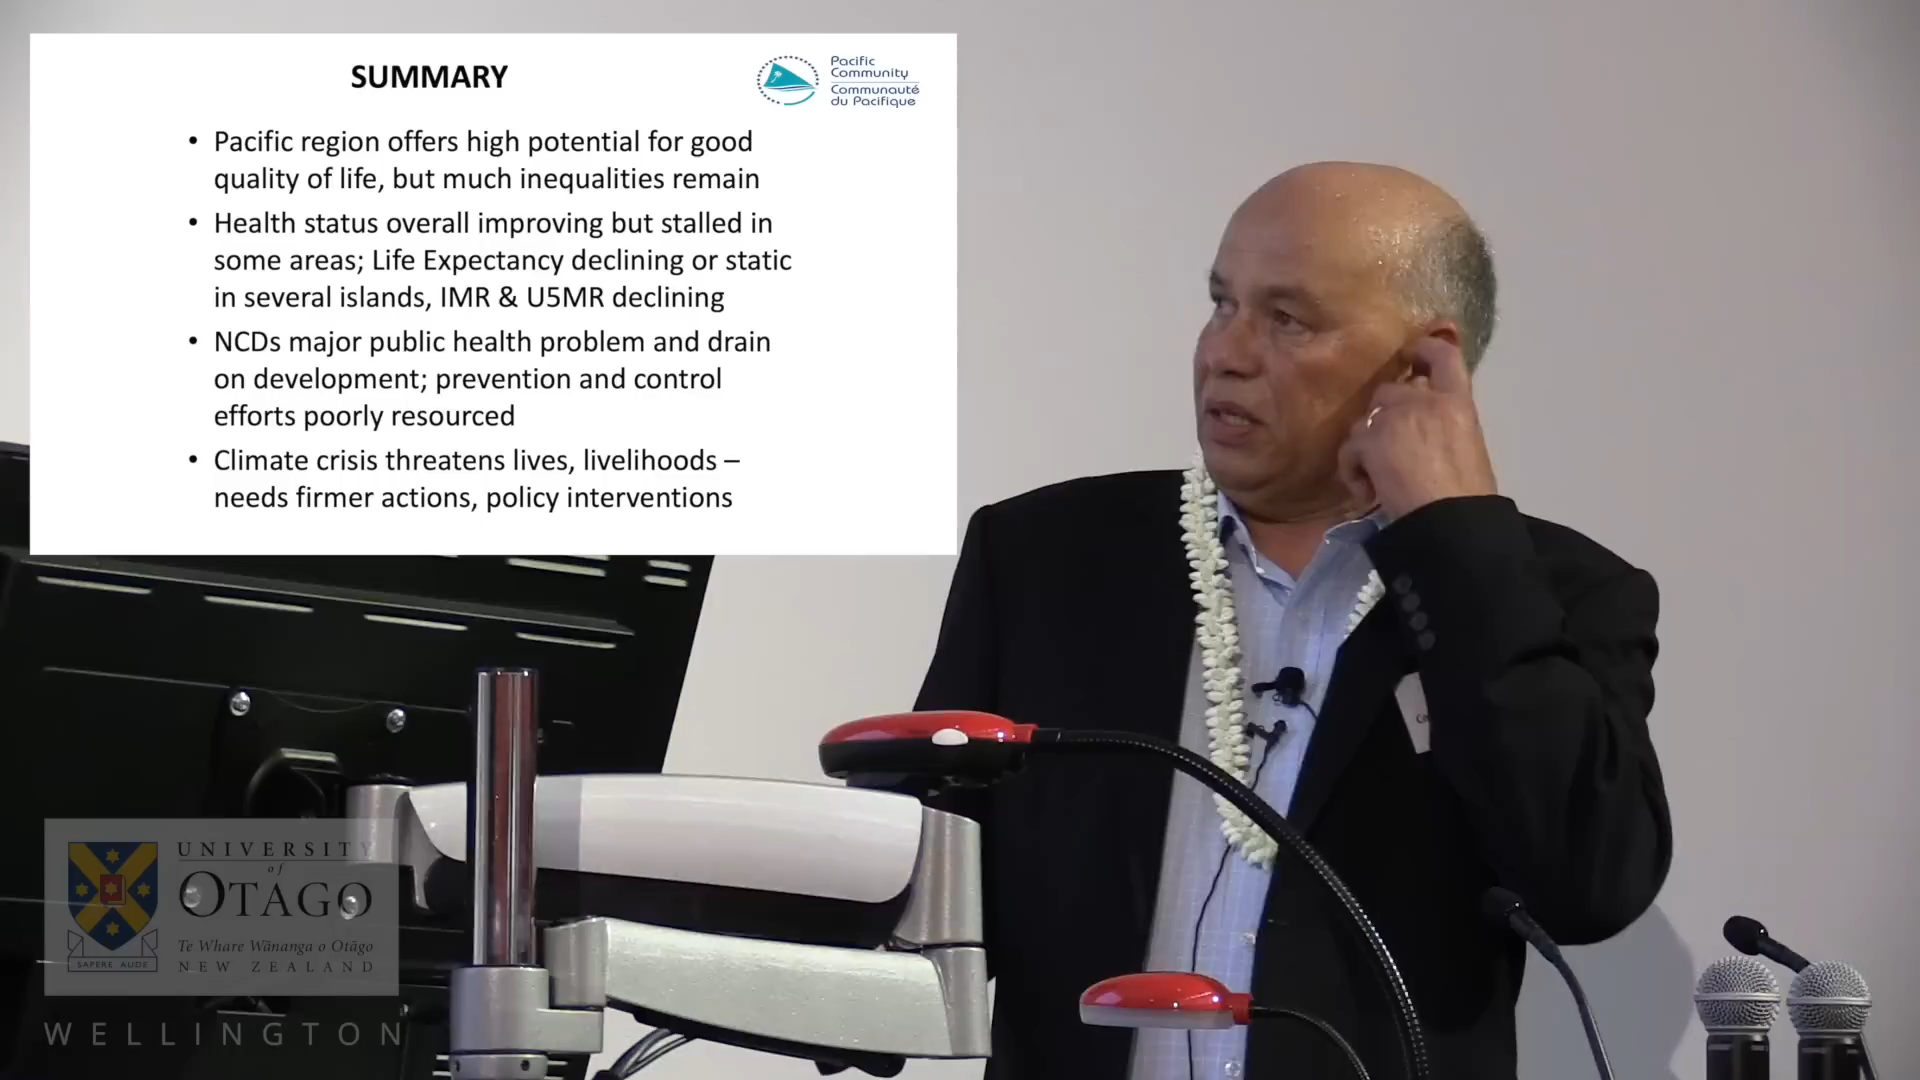 SUMMARY
Pacific
Community
Communauté
du Pacifique
• Pacific region offers high potential for good
quality of life, but much inequalities remain
• Health status overall improving but stalled in
some areas; Life Expectancy declining or static
in several islands, IMR & U5MR declining
• NCDs major public health problem and drain
on development; prevention and control
efforts poorly resourced
• Climate crisis threatens lives, livelihoods –
needs firmer actions, policy interventions
UNIVERSITY
of
OTAGO
Te Whare Wānanga o Otāgo
NEW ZEALAND
SAPERE AUDE
WELLINGTON